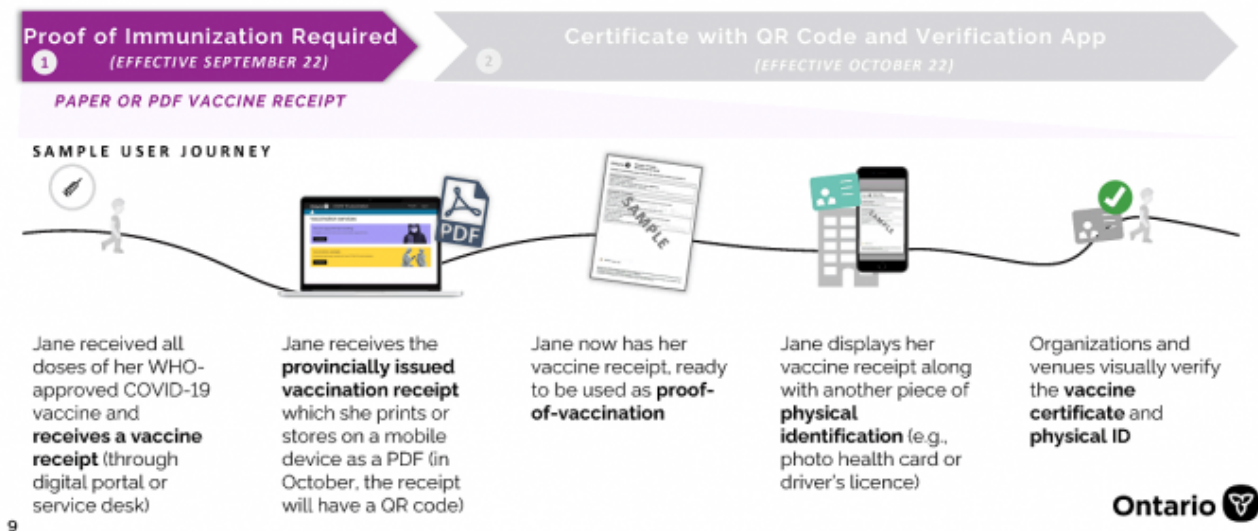 Proof of Immunization Required
1
(EFFECTIVE SEPTEMBER 22)
Certificate with QR Code and Verification App
2
(EFFECTIVE OCTOBER 22)
PAPER OR PDF VACCINE RECEIPT
SAMPLE USER JOURNEY
PDF
SAMPLE
SAMPLE
Jane received all
doses of her WHO-
approved COVID-19
vaccine and
receives a vaccine
receipt (through
digital portal or
service desk)
Jane receives the
provincially issued
vaccination receipt
which she prints or
stores on a mobile
device as a PDF (in
October, the receipt
will have a QR code)
Jane now has her
vaccine receipt, ready
to be used as proof-
of-vaccination
Jane displays her
vaccine receipt along
with another piece of
physical
identification (e.g.,
photo health card or
driver's licence)
Organizations and
venues visually verify
the vaccine
certificate and
physical ID
Ontario
9